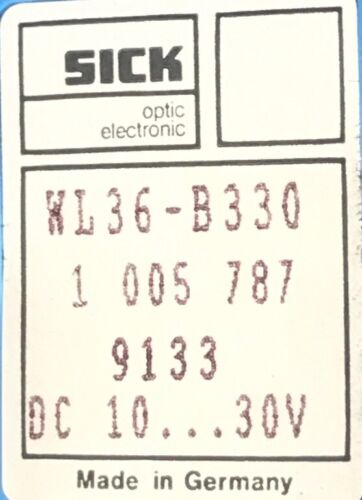 SICK
optic
electronic
WL36-B330
1 005 787
9133
DC 10...30V
Made in Germany